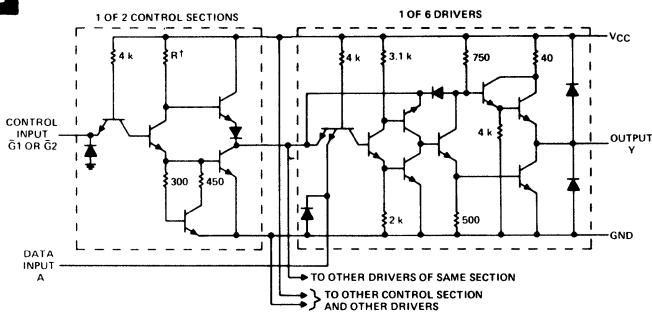 1 OF 2 CONTROL SECTIONS
1 OF 6 DRIVERS
VCC
4 k
R†
4 k
3.1 k
750
40
CONTROL
INPUT
G̅1 OR G̅2
4 k
OUTPUT
Y
300
450
2 k
500
GND
DATA
INPUT
A
TO OTHER DRIVERS OF SAME SECTION
TO OTHER CONTROL SECTION
AND OTHER DRIVERS